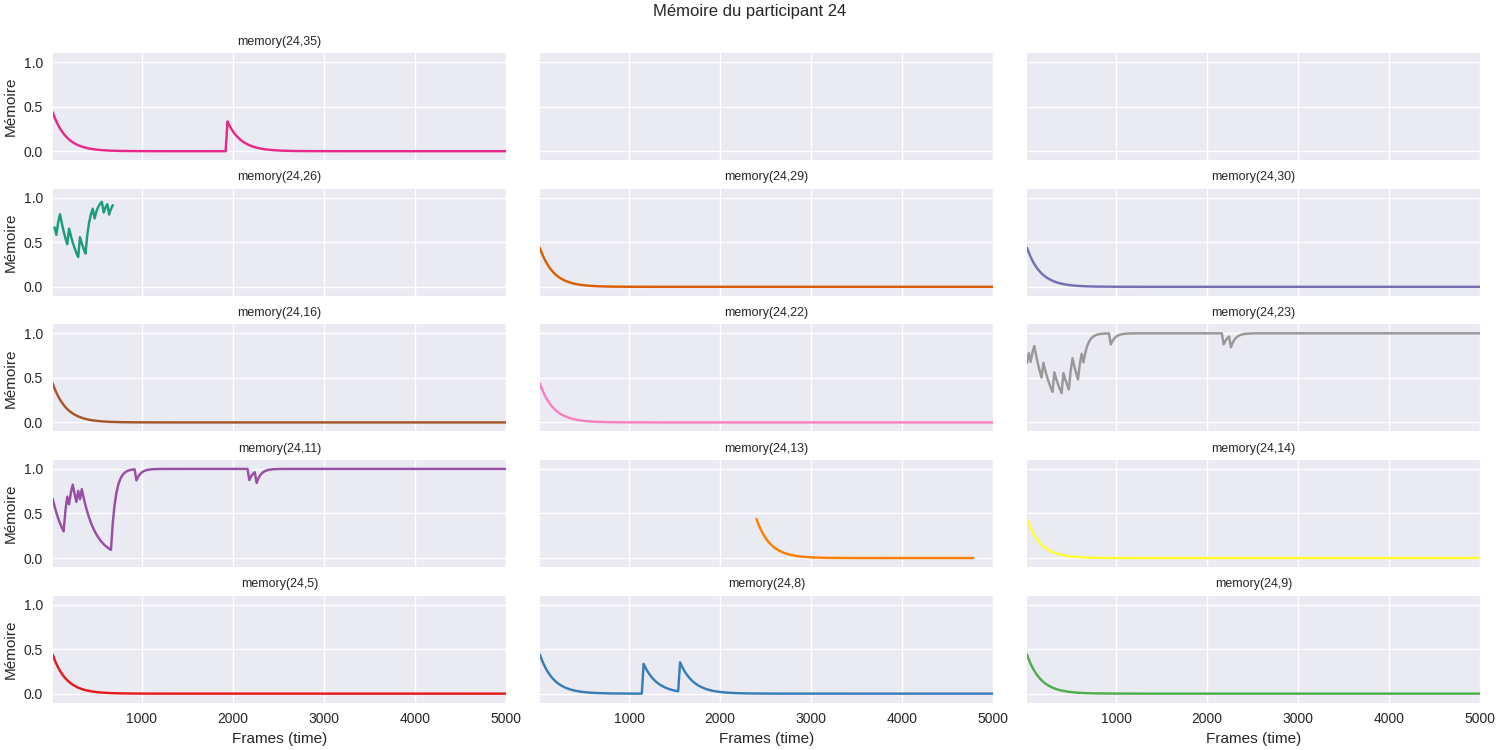 Mémoire du participant 24
memory(24,35)
Mémoire
1.0
0.5
0.0
memory(24,26) memory(24,29) memory(24,30)
Mémoire
1.0
0.5
0.0
memory(24,16) memory(24,22) memory(24,23)
Mémoire
1.0
0.5
0.0
memory(24,11) memory(24,13) memory(24,14)
Mémoire
1.0
0.5
0.0
memory(24,5) memory(24,8) memory(24,9)
Mémoire
1.0
0.5
0.0
1000 2000 3000 4000 5000 1000 2000 3000 4000 5000 1000 2000 3000 4000 5000
Frames (time) Frames (time) Frames (time)